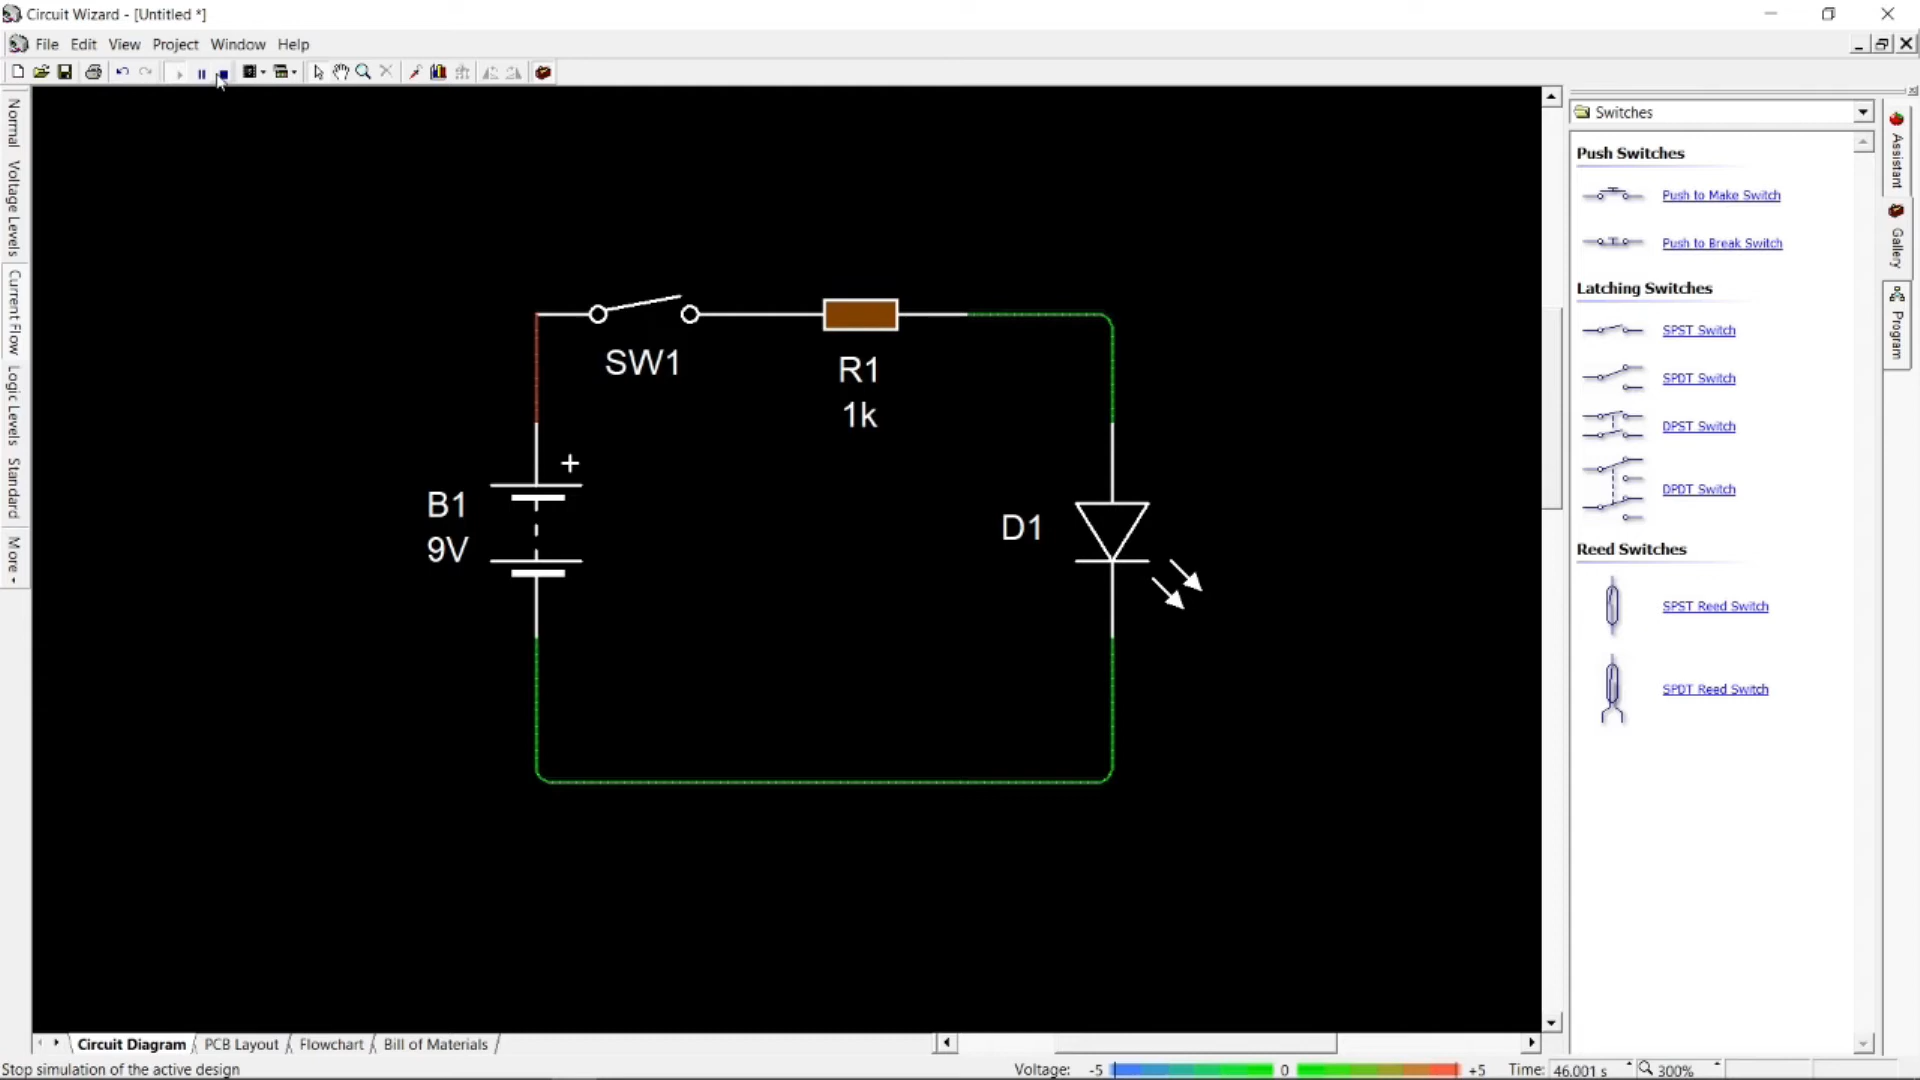 Circuit Wizard - [Untitled *]
File Edit View Project Window Help
Normal
Voltage Levels
Current Flow
Logic Levels
Standard
More
SW1
R1
1k
+
B1
9V
D1
Switches
Push Switches
Push to Make Switch
Push to Break Switch
Latching Switches
SPST Switch
SPDT Switch
DPST Switch
DPDT Switch
Reed Switches
SPST Reed Switch
SPDT Reed Switch
Assistant
Gallery
Program
Circuit Diagram PCB Layout Flowchart Bill of Materials
Stop simulation of the active design Voltage: -5 0 +5 Time: 46.001 s 300%